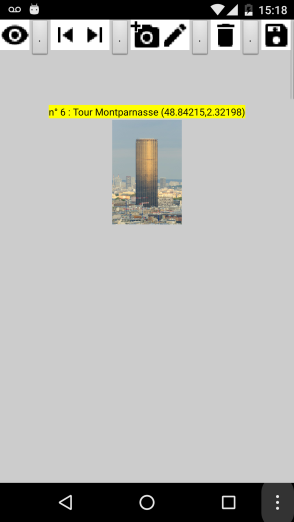 15:18
. . . .
n° 6 : Tour Montparnasse (48.84215,2.32198)